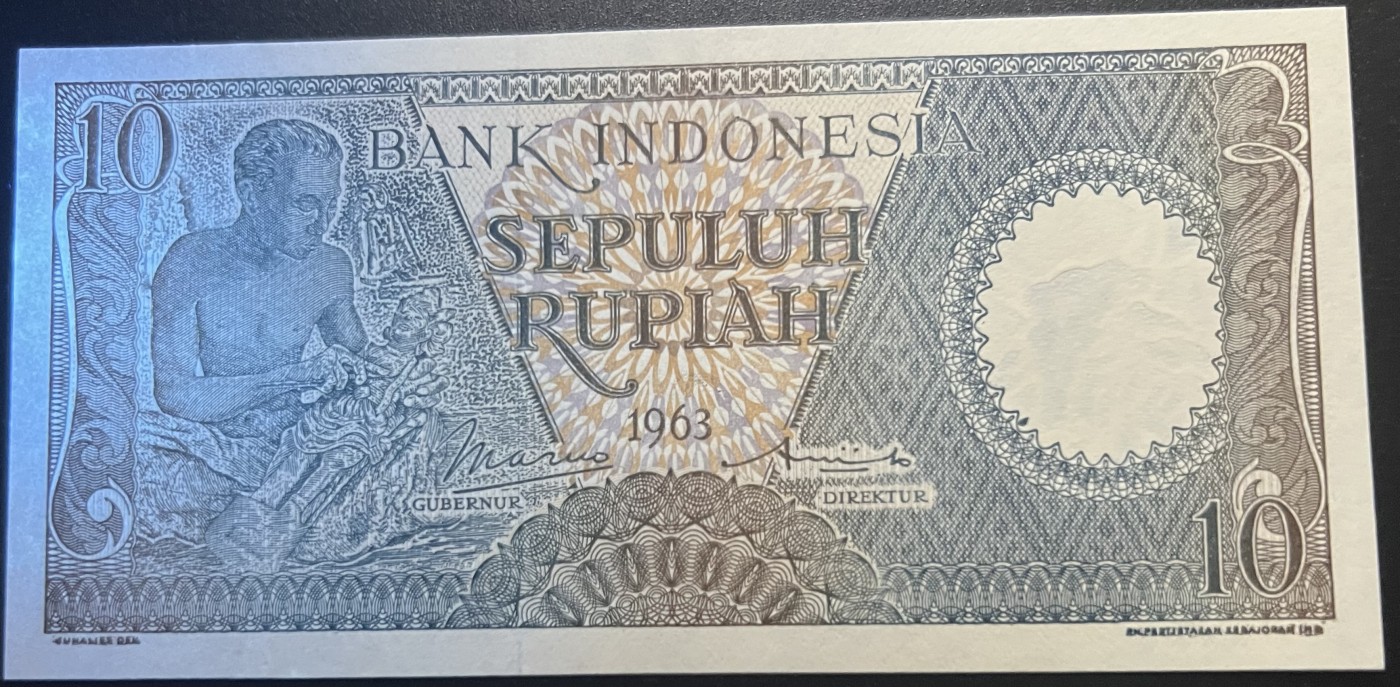 10
BANK INDONESIA
SEPULUH
RUPIAH
1963
GUBERNUR
DIREKTUR
10